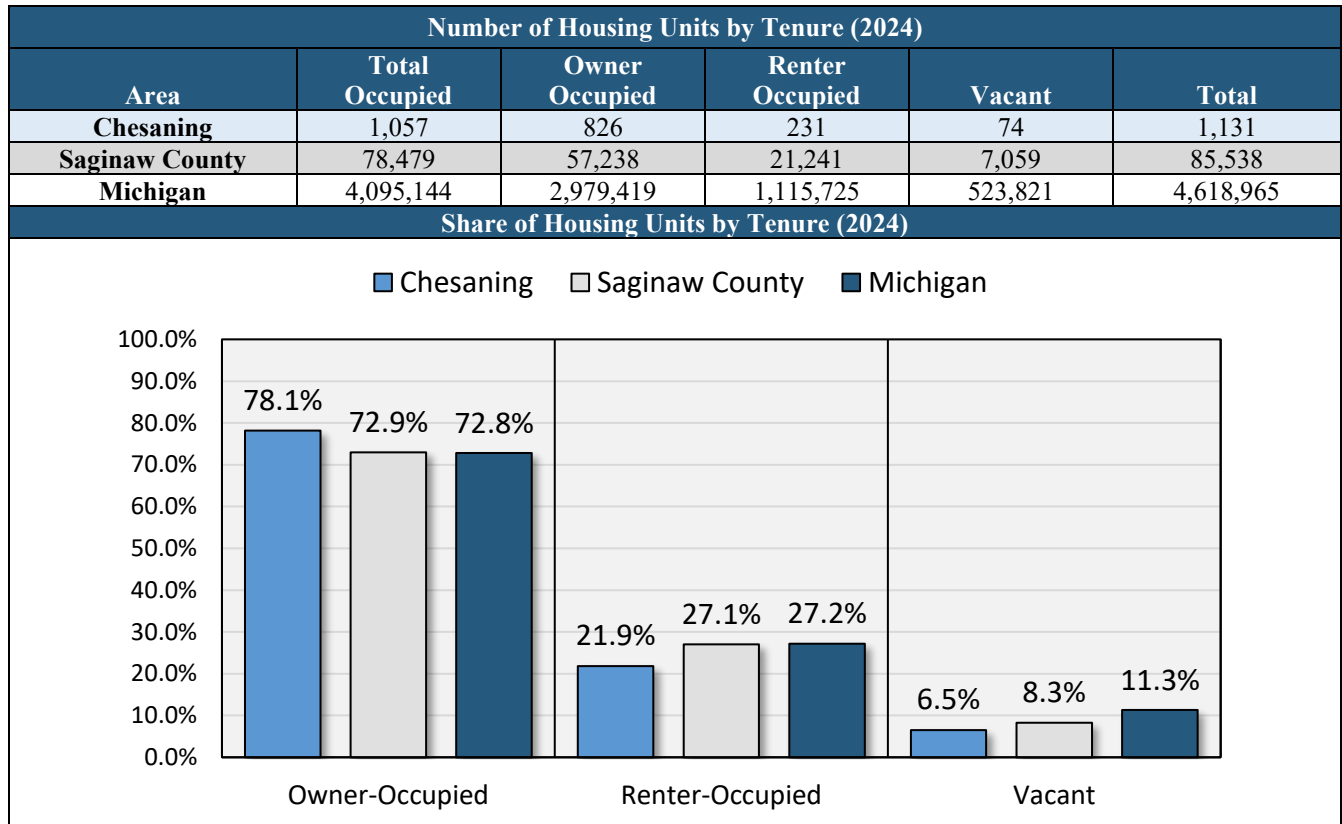 Number of Housing Units by Tenure (2024)
Area Total Occupied Owner Occupied Renter Occupied Vacant Total
Chesaning 1,057 826 231 74 1,131
Saginaw County 78,479 57,238 21,241 7,059 85,538
Michigan 4,095,144 2,979,419 1,115,725 523,821 4,618,965
Share of Housing Units by Tenure (2024)
Chesaning Saginaw County Michigan
100.0%
90.0%
80.0%
70.0%
60.0%
50.0%
40.0%
30.0%
20.0%
10.0%
0.0%
78.1% 72.9% 72.8%
21.9% 27.1% 27.2%
6.5% 8.3% 11.3%
Owner-Occupied Renter-Occupied Vacant